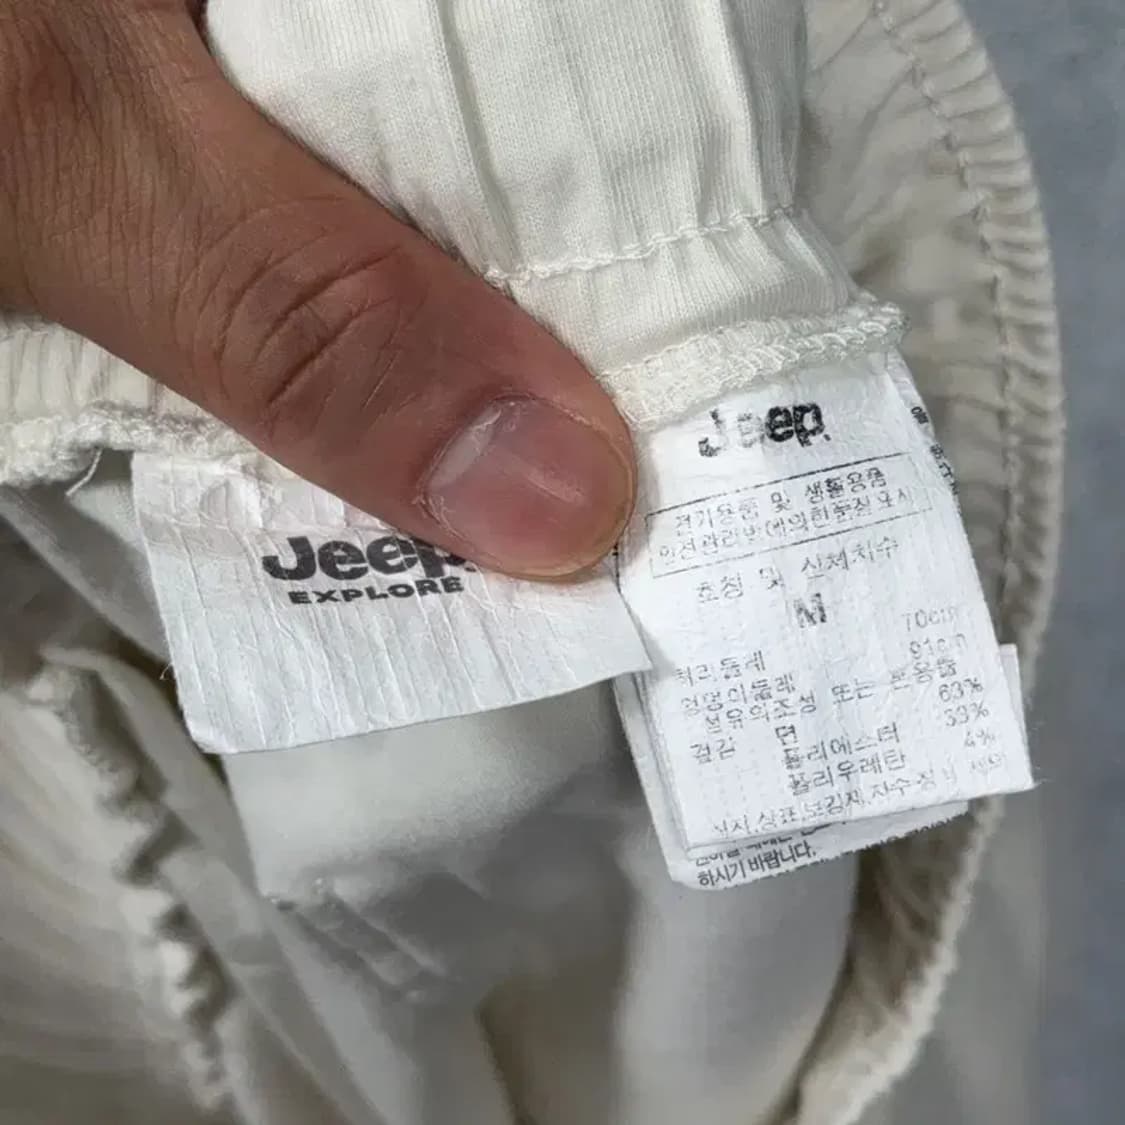 Jeep
EXPLORE
Jeep
전기용품 및 생활용품
안전관리법에의한품질표시
호칭 및 신체치수
M
허리둘레 70cm
엉덩이둘레 91cm
섬유의조성 또는 혼용률
겉감 면 63%
폴리에스터 33%
폴리우레탄 4%
하시기 바랍니다.